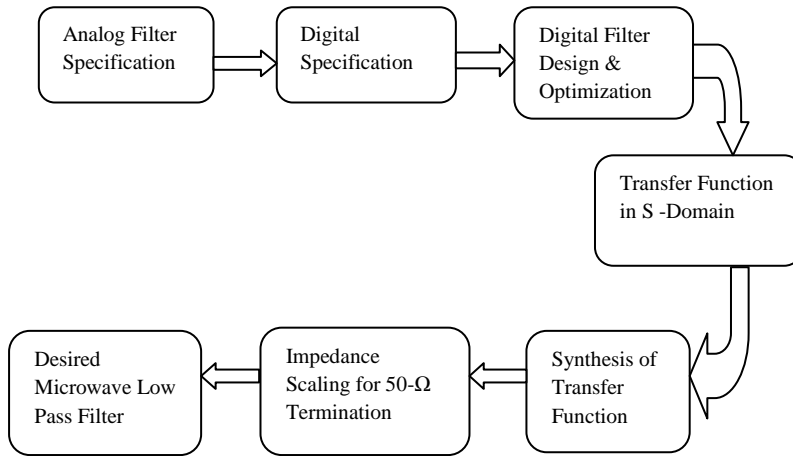 Analog Filter
Specification
Digital
Specification
Digital Filter
Design &
Optimization
Transfer Function
in S -Domain
Synthesis of
Transfer
Function
Impedance
Scaling for 50-Ω
Termination
Desired
Microwave Low
Pass Filter